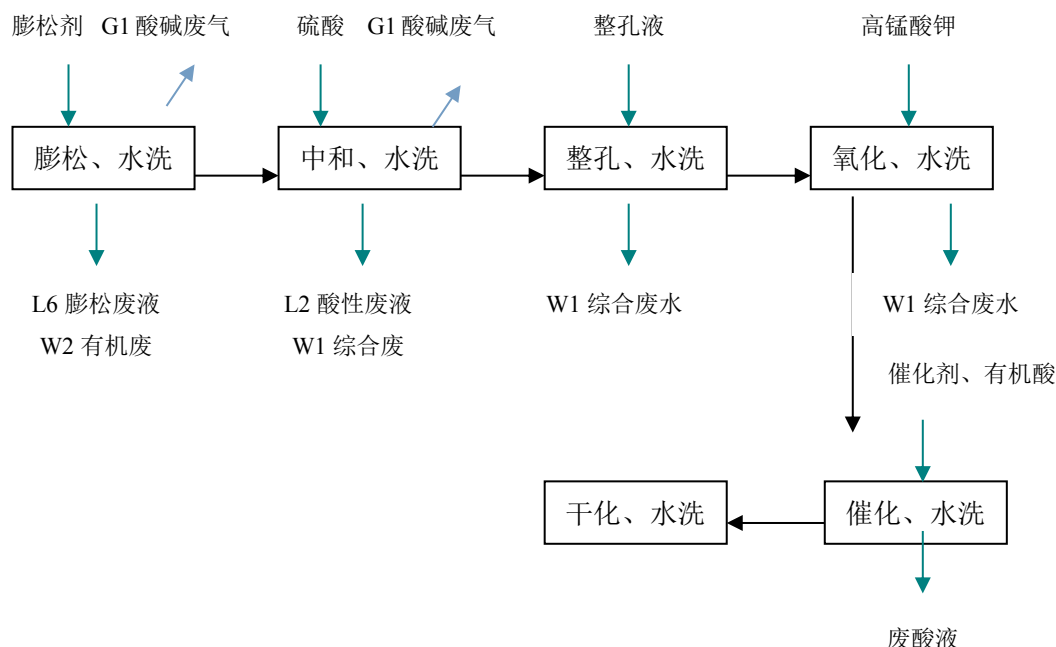 膨松剂 G1 酸碱废气 硫酸 G1 酸碱废气 整孔液 高锰酸钾
膨松、水洗 中和、水洗 整孔、水洗 氧化、水洗
L6 膨松废液 L2 酸性废液 W1 综合废水 W1 综合废水
W2 有机废 W1 综合废
催化剂、有机酸
干化、水洗 催化、水洗
废酸液